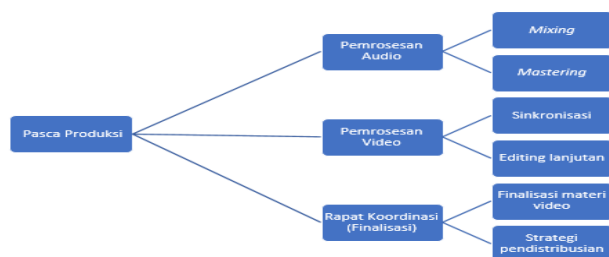 Pasca Produksi
Pemrosesan
Audio
Mixing
Mastering
Pemrosesan
Video
Sinkronisasi
Editing lanjutan
Rapat Koordinasi
(Finalisasi)
Finalisasi materi
video
Strategi
pendistribusian